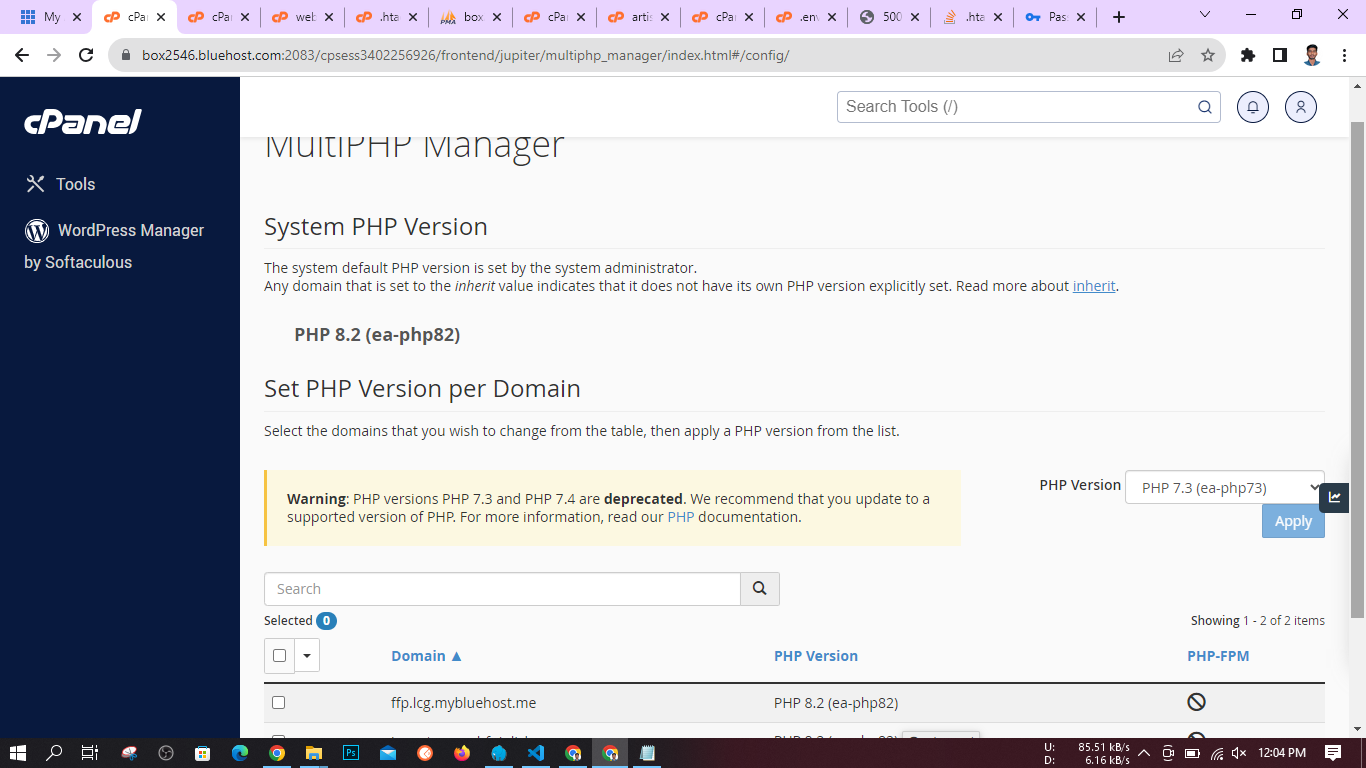 My
cPa
cPa
web
.hta
PMA
box
cPa
artis
cPa
.env
500
.hta
Pass
box2546.bluehost.com:2083/cpsess3402256926/frontend/jupiter/multiphp_manager/index.html#/config/
cPanel
Search Tools (/)
MultiPHP Manager
Tools
WordPress Manager
by Softaculous
System PHP Version
The system default PHP version is set by the system administrator.
Any domain that is set to the inherit value indicates that it does not have its own PHP version explicitly set. Read more about inherit.
PHP 8.2 (ea-php82)
Set PHP Version per Domain
Select the domains that you wish to change from the table, then apply a PHP version from the list.
Warning: PHP versions PHP 7.3 and PHP 7.4 are deprecated. We recommend that you update to a
supported version of PHP. For more information, read our PHP documentation.
PHP Version
PHP 7.3 (ea-php73)
Apply
Search
Selected 0
Showing 1 - 2 of 2 items
Domain ▲ PHP Version PHP-FPM
ffp.lcg.mybluehost.me PHP 8.2 (ea-php82)
Ps
U: 85.51 kB/s
D: 6.16 kB/s
12:04 PM